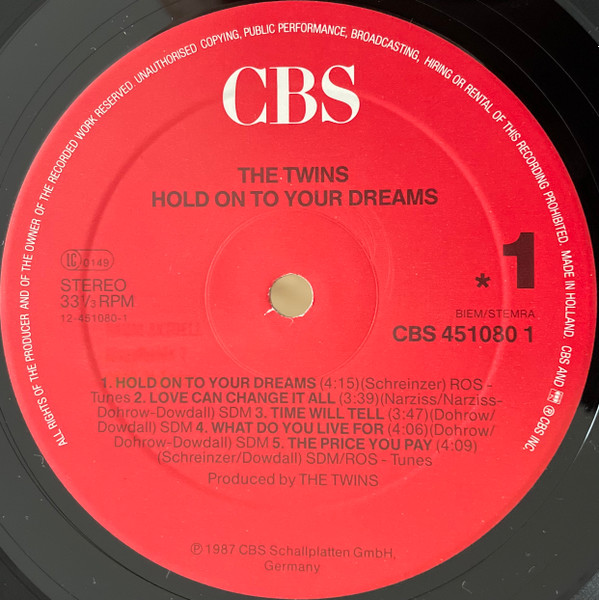 ALL RIGHTS OF THE PRODUCER AND OF THE OWNER OF THE RECORDED WORK RESERVED. UNAUTHORISED COPYING, PUBLIC PERFORMANCE, BROADCASTING, HIRING OR RENTAL OF THIS RECORDING PROHIBITED. MADE IN HOLLAND. CBS AND ℗ CBS INC.
CBS
THE TWINS
HOLD ON TO YOUR DREAMS
LC 0149
STEREO
33⅓ RPM
12-451080-1
* 1
BIEM/STEMRA
CBS 451080 1
1. HOLD ON TO YOUR DREAMS (4:15)(Schreinzer) ROS -
Tunes 2. LOVE CAN CHANGE IT ALL (3:39)(Narziss/Narziss-
Dohrow-Dowdall) SDM 3. TIME WILL TELL (3:47)(Dohrow/
Dowdall) SDM 4. WHAT DO YOU LIVE FOR (4:06)(Dohrow/
Dohrow-Dowdall) SDM 5. THE PRICE YOU PAY (4:09)
(Schreinzer/Dowdall) SDM/ROS - Tunes
Produced by THE TWINS
℗ 1987 CBS Schallplatten GmbH,
Germany